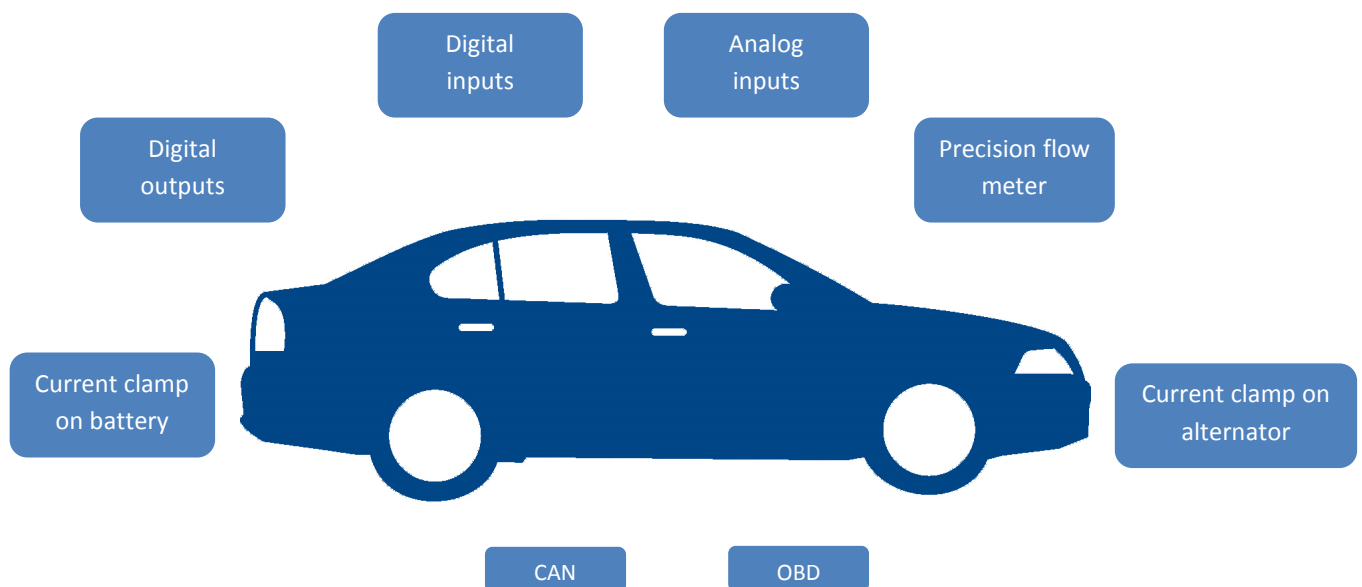 Digital
inputs
Analog
inputs
Digital
outputs
Precision flow
meter
Current clamp
on battery
Current clamp on
alternator
CAN
OBD